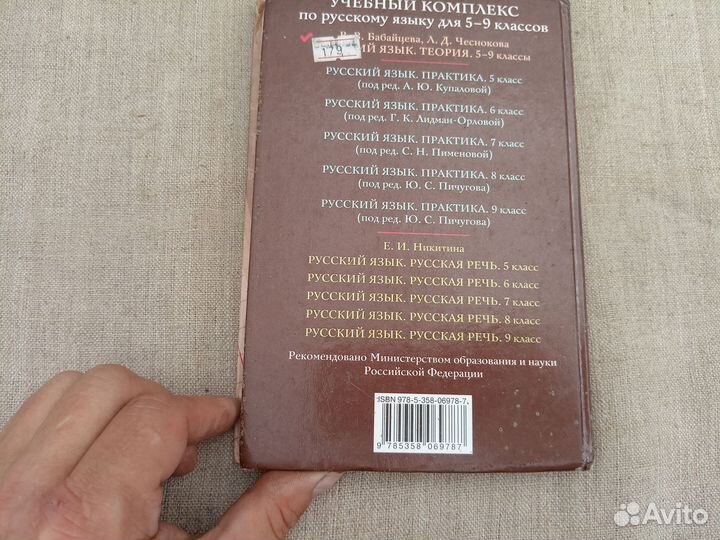 УЧЕБНЫЙ КОМПЛЕКС
по русскому языку для 5–9 классов
В. Бабайцева, Л. Д. Чеснокова
179
ЯЗЫК. ТЕОРИЯ. 5–9 классы
РУССКИЙ ЯЗЫК. ПРАКТИКА. 5 класс
(под ред. А. Ю. Купаловой)
РУССКИЙ ЯЗЫК. ПРАКТИКА. 6 класс
(под ред. Г. К. Лидман-Орловой)
РУССКИЙ ЯЗЫК. ПРАКТИКА. 7 класс
(под ред. С. Н. Пименовой)
РУССКИЙ ЯЗЫК. ПРАКТИКА. 8 класс
(под ред. Ю. С. Пичугова)
РУССКИЙ ЯЗЫК. ПРАКТИКА. 9 класс
(под ред. Ю. С. Пичугова)
Е. И. Никитина
РУССКИЙ ЯЗЫК. РУССКАЯ РЕЧЬ. 5 класс
РУССКИЙ ЯЗЫК. РУССКАЯ РЕЧЬ. 6 класс
РУССКИЙ ЯЗЫК. РУССКАЯ РЕЧЬ. 7 класс
РУССКИЙ ЯЗЫК. РУССКАЯ РЕЧЬ. 8 класс
РУССКИЙ ЯЗЫК. РУССКАЯ РЕЧЬ. 9 класс
Рекомендовано Министерством образования и науки
Российской Федерации
ISBN 978-5-358-06978-7
9 785358 069787
Avito